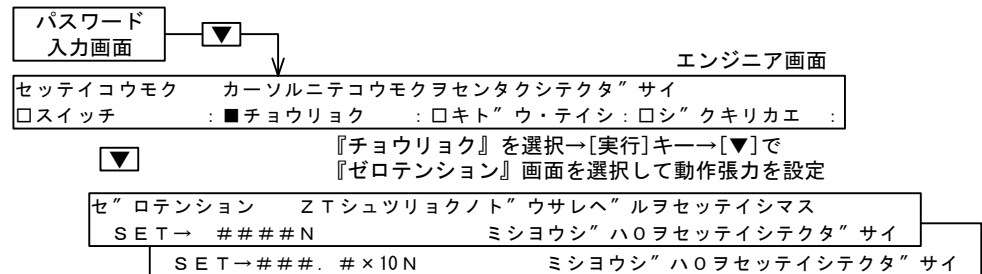 パスワード
入力画面
▼
エンジニア画面
セッテイコウモク カーソルニテコウモクヲセンタクシテクタ″サイ
□スイッチ :■チョウリョク :□キト″ウ・テイシ:□シ″クキリカエ :
▼
『チョウリョク』を選択→[実行]キー→[▼]で
『ゼロテンション』画面を選択して動作張力を設定
セ″ロテンション ZTシュツリョクノト″ウサレヘ″ルヲセッテイシマス
SET→ ####N ミシヨウシ″ハ0ヲセッテイシテクタ″サイ
SET→###.#×10N ミシヨウシ″ハ0ヲセッテイシテクタ″サイ